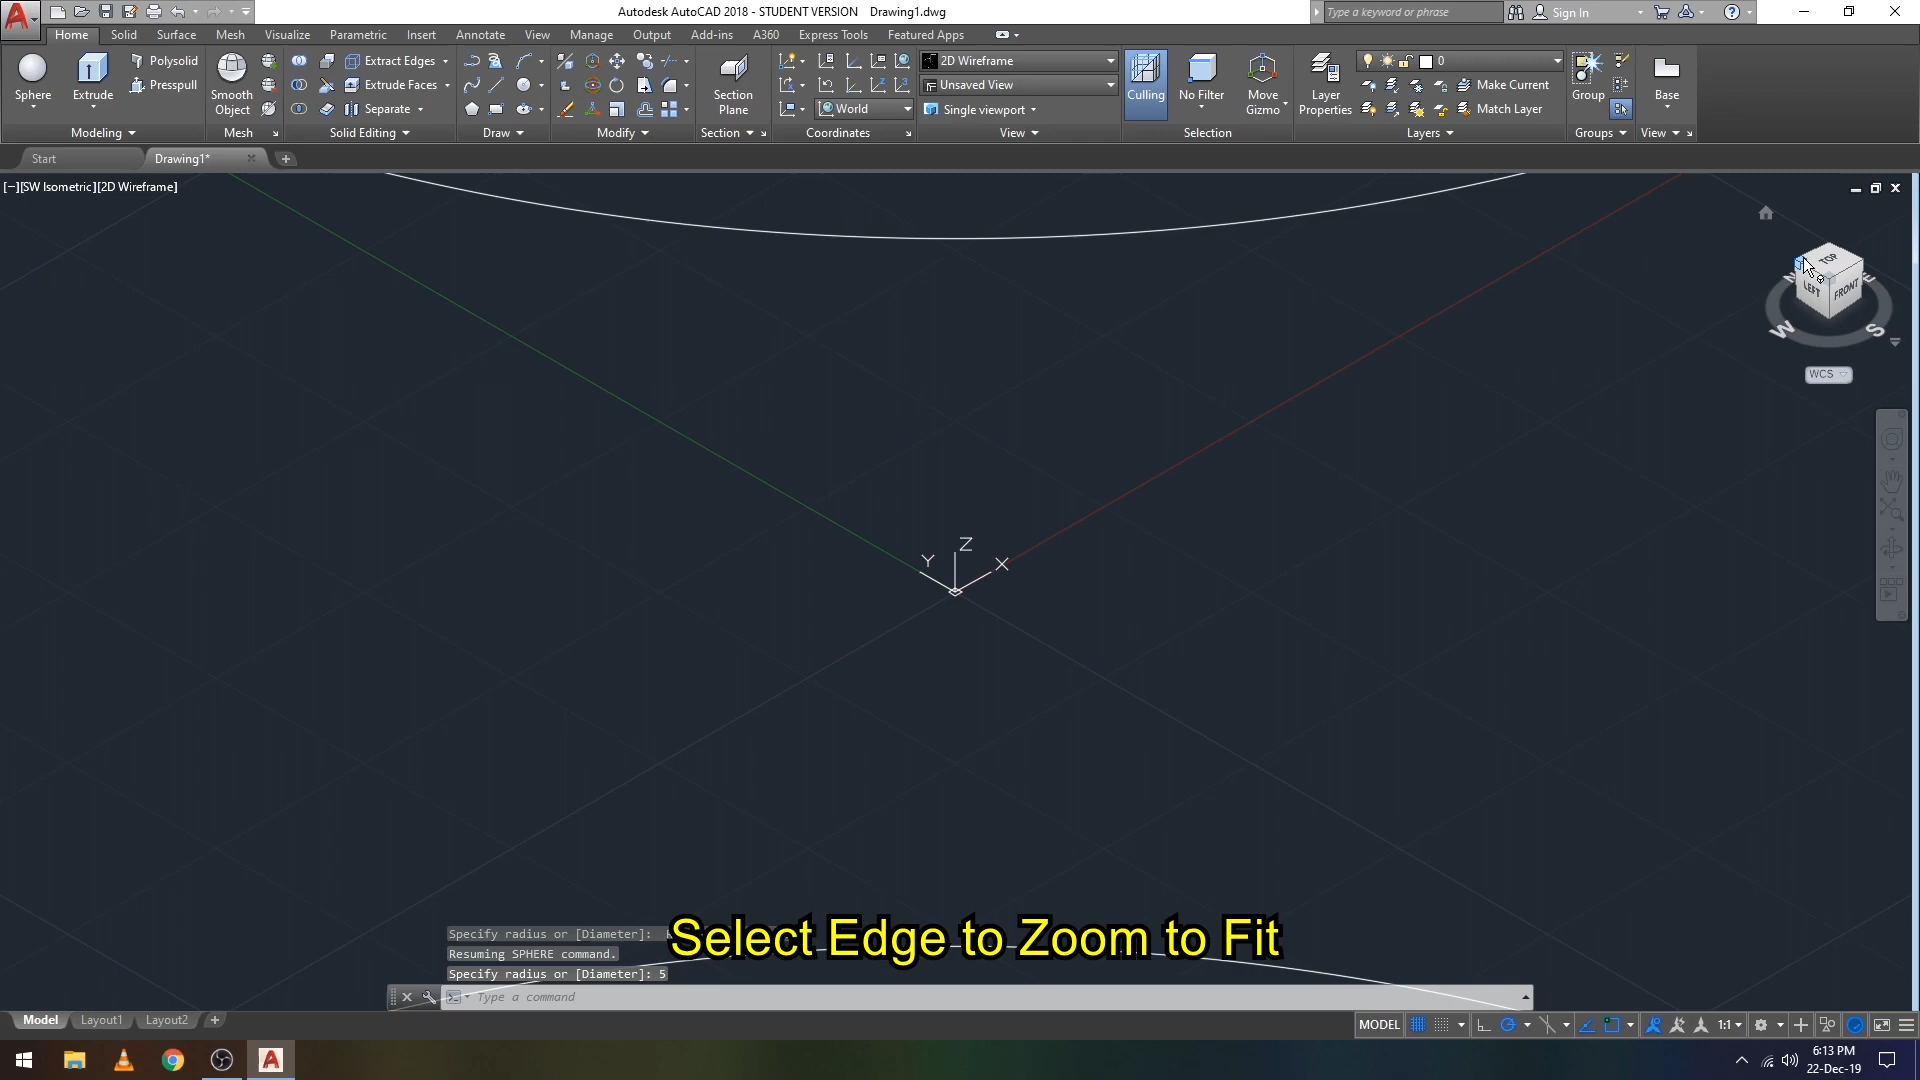 Autodesk AutoCAD 2018 - STUDENT VERSION Drawing1.dwg
Type a keyword or phrase
Sign In
Home Solid Surface Mesh Visualize Parametric Insert Annotate View Manage Output Add-ins A360 Express Tools Featured Apps
Sphere
Extrude
Polysolid
Presspull
Modeling
Smooth
Object
Mesh
Extract Edges
Extrude Faces
Separate
Solid Editing
Draw
Modify
Section
Plane
Section
World
Coordinates
2D Wireframe
Unsaved View
Single viewport
View
Culling
No Filter
Move
Gizmo
Selection
Layer
Properties
0
Make Current
Match Layer
Layers
Group
Groups
Base
View
Start
Drawing1*
[−][SW Isometric][2D Wireframe]
TOP
LEFT
FRONT
N
E
W
S
WCS
Z
Y
X
Specify radius or [Diameter]:
Resuming SPHERE command.
Specify radius or [Diameter]: 5
Select Edge to Zoom to Fit
Type a command
Model Layout1 Layout2
MODEL
1:1
6:13 PM
22-Dec-19